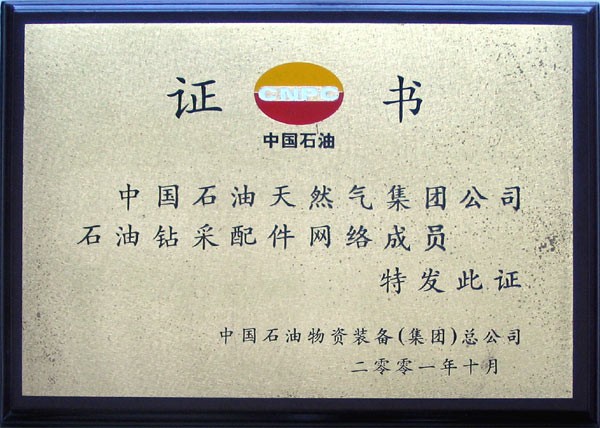 证 书
CNPC
中国石油
中国石油天然气集团公司
石油钻采配件网络成员
特发此证
中国石油物资装备(集团)总公司
二零零一年十月